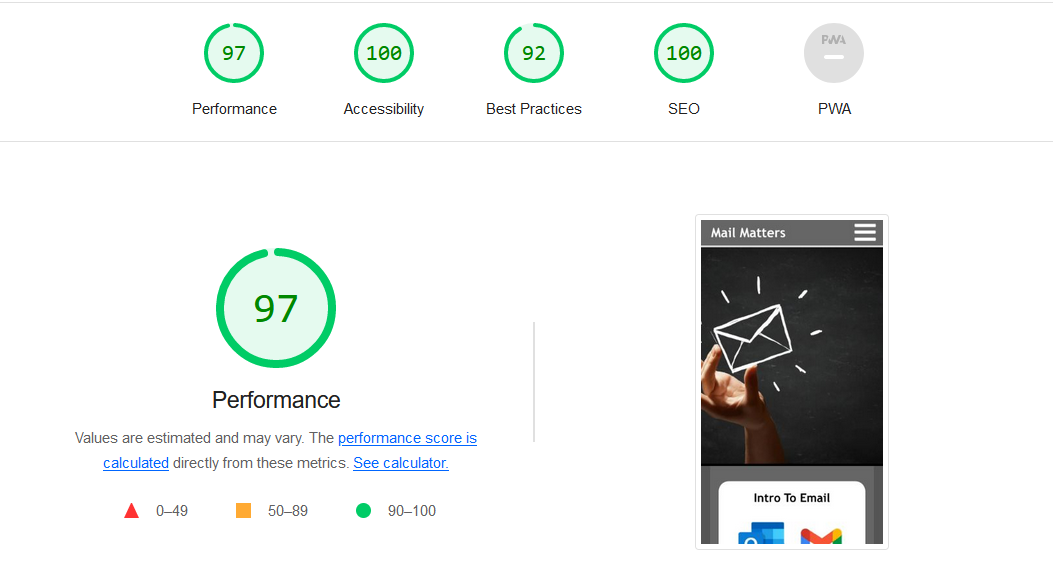 97
100
92
100
PWA
Performance
Accessibility
Best Practices
SEO
PWA
97
Performance
Values are estimated and may vary. The performance score is
calculated directly from these metrics. See calculator.
0–49
50–89
90–100
Mail Matters
Intro To Email